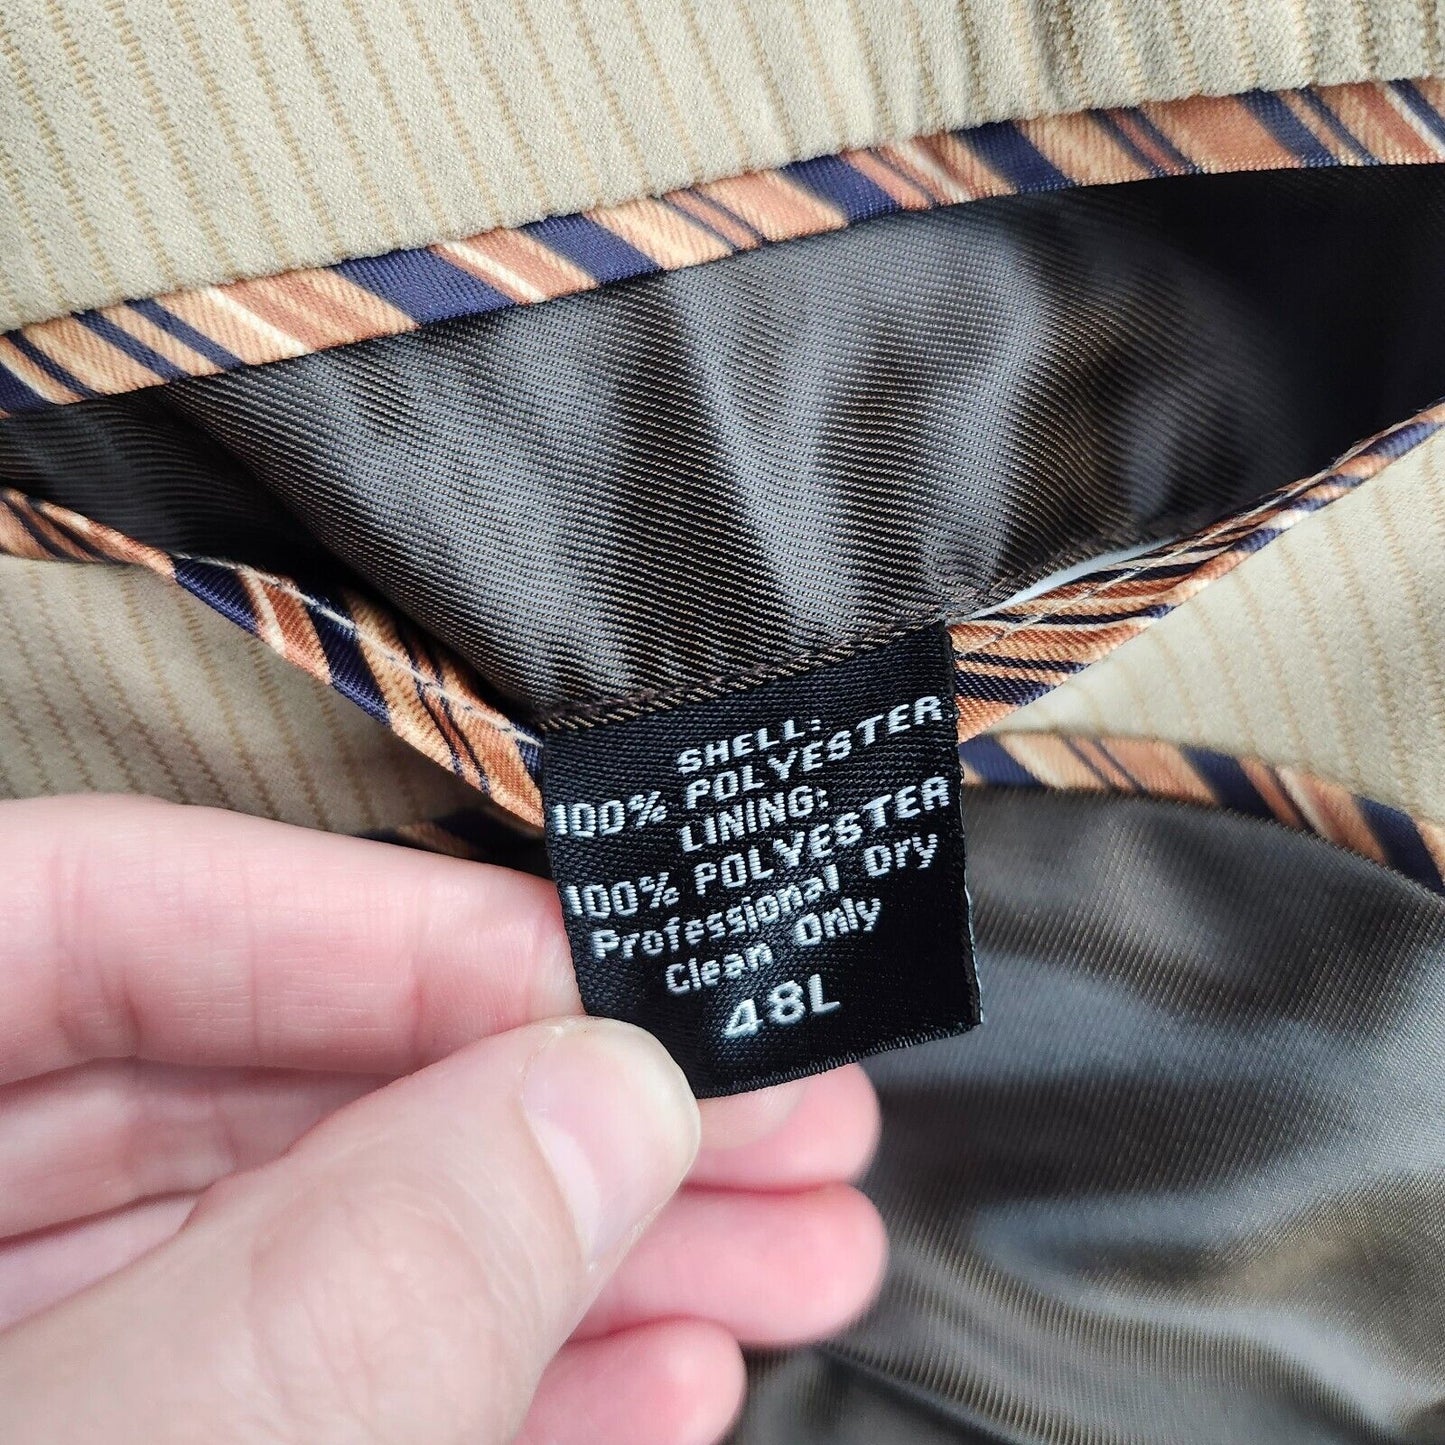 SHELL:
100% POLYESTER
LINING:
100% POLYESTER
Professional Dry
Clean Only
48L